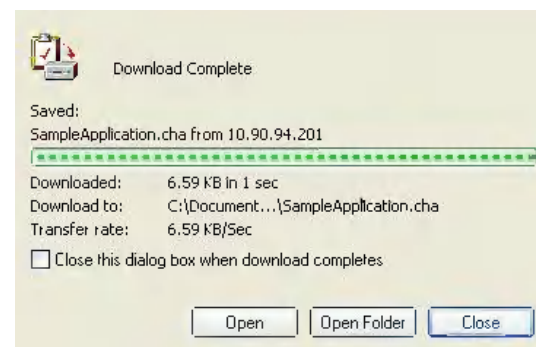 Download Complete
Saved:
SampleApplication.cha from 10.90.94.201
Downloaded: 6.59 KB in 1 sec
Download to: C:\Document...\SampleApplication.cha
Transfer rate: 6.59 KB/Sec
Close this dialog box when download completes
Open Open Folder Close